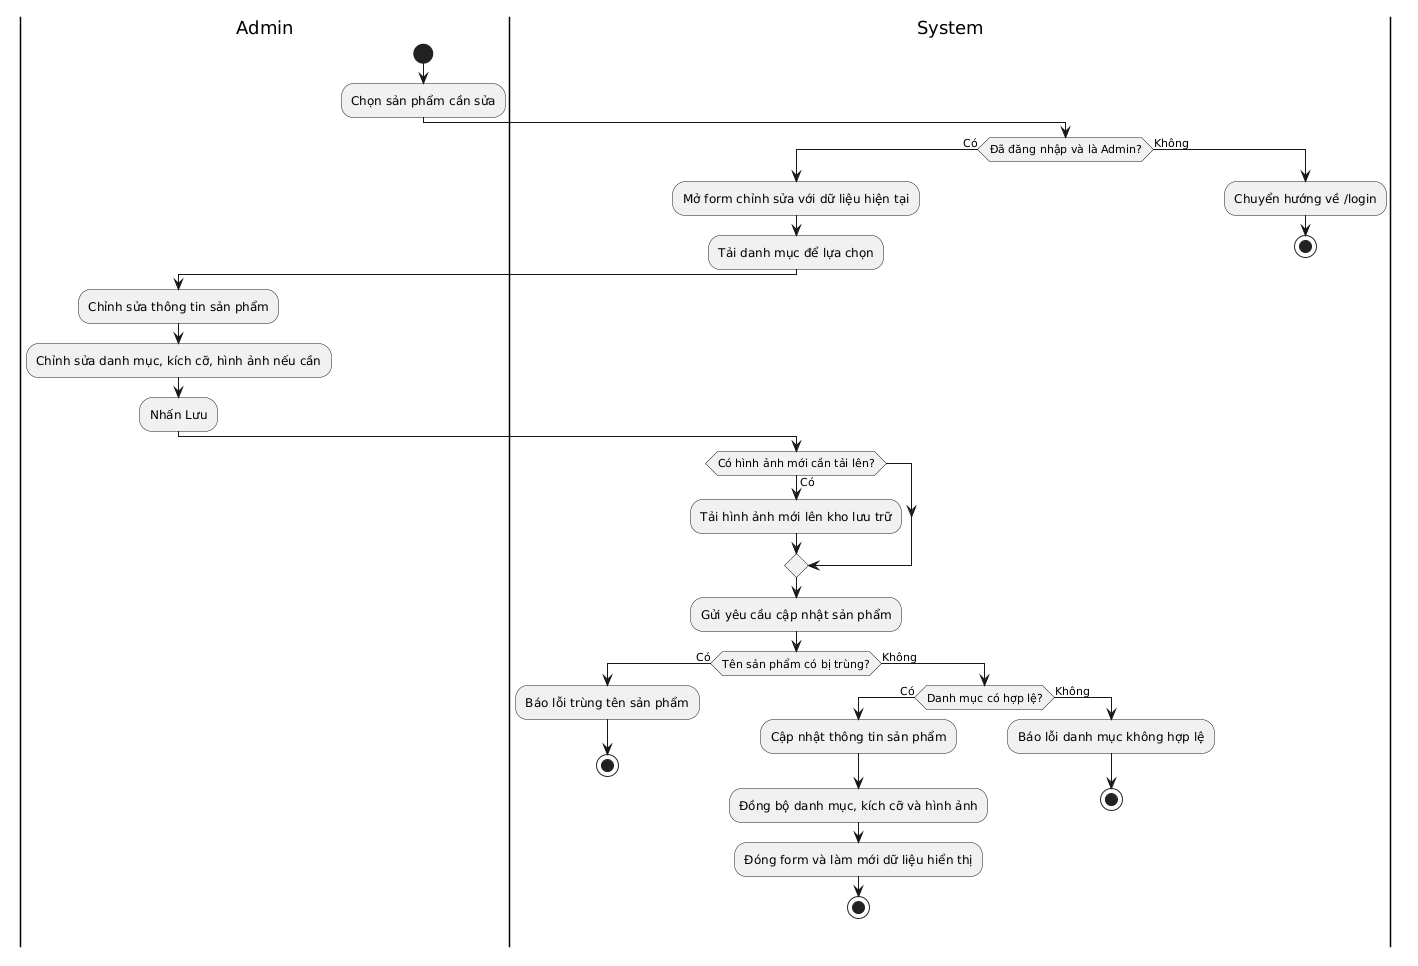 Admin
System
Chọn sản phẩm cần sửa
Có
Đã đăng nhập và là Admin?
Không
Mở form chỉnh sửa với dữ liệu hiện tại
Chuyển hướng về /login
Tải danh mục để lựa chọn
Chỉnh sửa thông tin sản phẩm
Chỉnh sửa danh mục, kích cỡ, hình ảnh nếu cần
Nhấn Lưu
Có hình ảnh mới cần tải lên?
Có
Tải hình ảnh mới lên kho lưu trữ
Gửi yêu cầu cập nhật sản phẩm
Có
Tên sản phẩm có bị trùng?
Không
Báo lỗi trùng tên sản phẩm
Có
Danh mục có hợp lệ?
Không
Cập nhật thông tin sản phẩm
Báo lỗi danh mục không hợp lệ
Đồng bộ danh mục, kích cỡ và hình ảnh
Đóng form và làm mới dữ liệu hiển thị